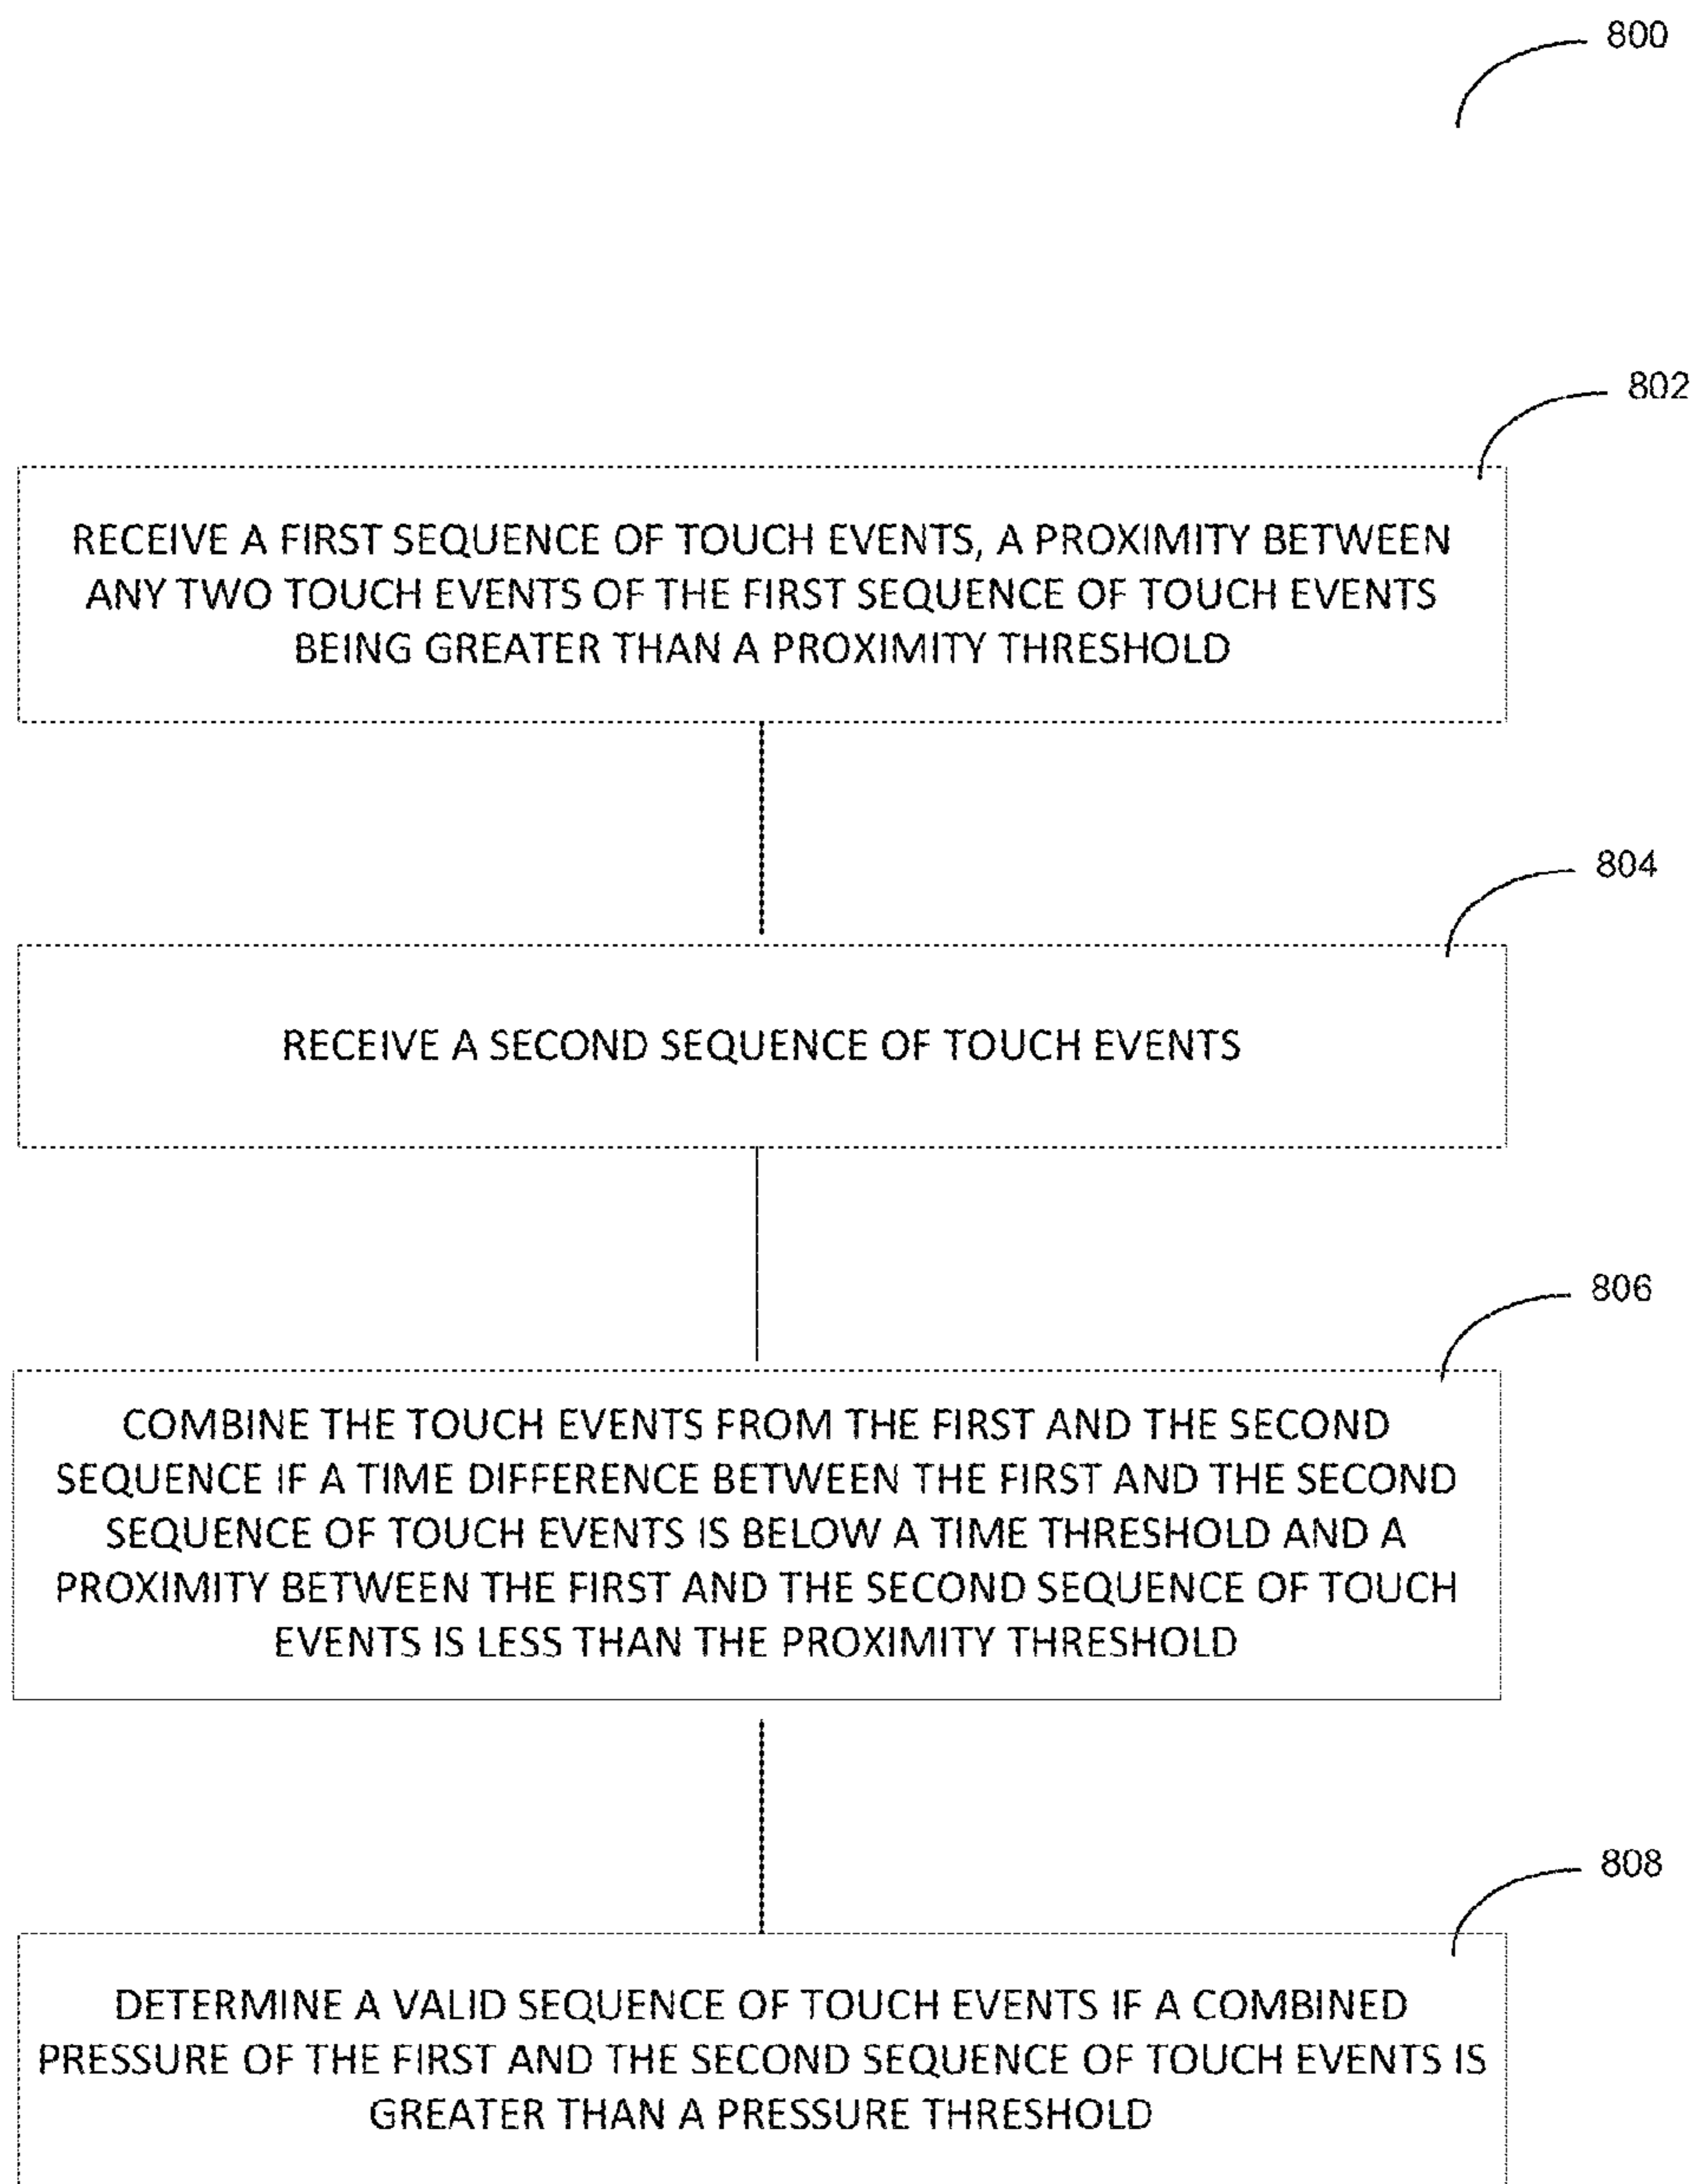 800
802
RECEIVE A FIRST SEQUENCE OF TOUCH EVENTS, A PROXIMITY BETWEEN
ANY TWO TOUCH EVENTS OF THE FIRST SEQUENCE OF TOUCH EVENTS
BEING GREATER THAN A PROXIMITY THRESHOLD
804
RECEIVE A SECOND SEQUENCE OF TOUCH EVENTS
806
COMBINE THE TOUCH EVENTS FROM THE FIRST AND THE SECOND
SEQUENCE IF A TIME DIFFERENCE BETWEEN THE FIRST AND THE SECOND
SEQUENCE OF TOUCH EVENTS IS BELOW A TIME THRESHOLD AND A
PROXIMITY BETWEEN THE FIRST AND THE SECOND SEQUENCE OF TOUCH
EVENTS IS LESS THAN THE PROXIMITY THRESHOLD
808
DETERMINE A VALID SEQUENCE OF TOUCH EVENTS IF A COMBINED
PRESSURE OF THE FIRST AND THE SECOND SEQUENCE OF TOUCH EVENTS IS
GREATER THAN A PRESSURE THRESHOLD